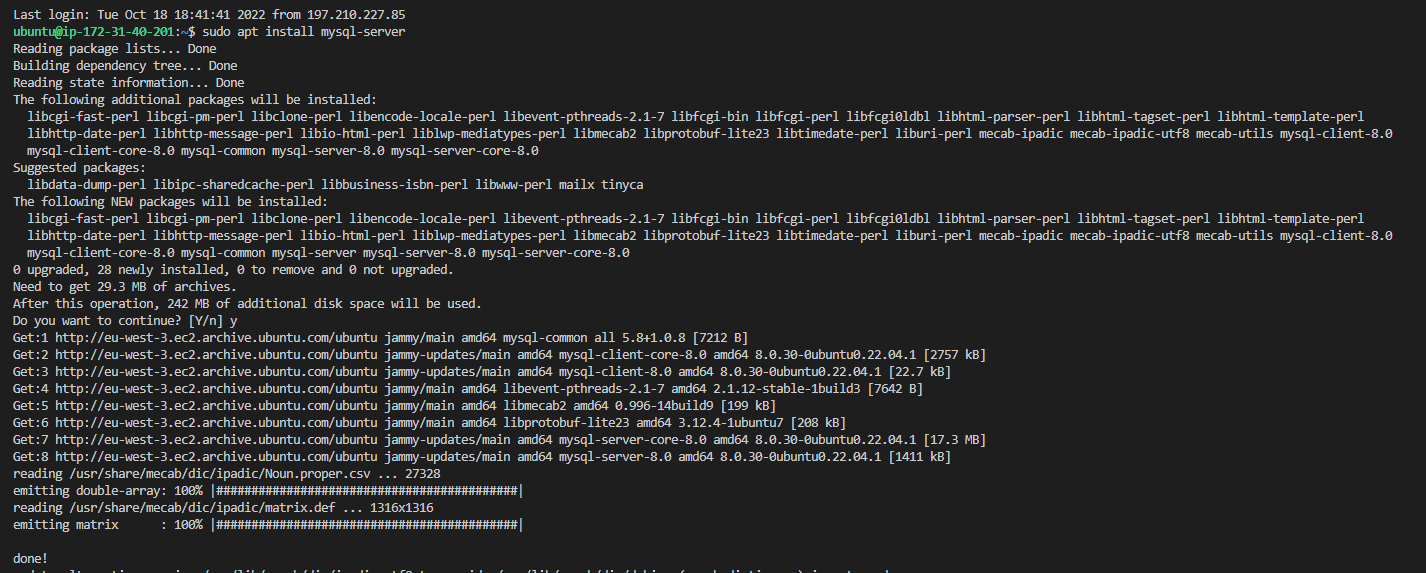 Last login: Tue Oct 18 18:41:41 2022 from 197.210.227.85
ubuntu@ip-172-31-40-201:~$ sudo apt install mysql-server
Reading package lists... Done
Building dependency tree... Done
Reading state information... Done
The following additional packages will be installed:
  libcgi-fast-perl libcgi-pm-perl libclone-perl libencode-locale-perl libevent-pthreads-2.1-7 libfcgi-bin libfcgi-perl libfcgi0ldbl libhtml-parser-perl libhtml-tagset-perl libhtml-template-perl
  libhttp-date-perl libhttp-message-perl libio-html-perl liblwp-mediatypes-perl libmecab2 libprotobuf-lite23 libtimedate-perl liburi-perl mecab-ipadic mecab-ipadic-utf8 mecab-utils mysql-client-8.0
  mysql-client-core-8.0 mysql-common mysql-server-8.0 mysql-server-core-8.0
Suggested packages:
  libdata-dump-perl libipc-sharedcache-perl libbusiness-isbn-perl libwww-perl mailx tinyca
The following NEW packages will be installed:
  libcgi-fast-perl libcgi-pm-perl libclone-perl libencode-locale-perl libevent-pthreads-2.1-7 libfcgi-bin libfcgi-perl libfcgi0ldbl libhtml-parser-perl libhtml-tagset-perl libhtml-template-perl
  libhttp-date-perl libhttp-message-perl libio-html-perl liblwp-mediatypes-perl libmecab2 libprotobuf-lite23 libtimedate-perl liburi-perl mecab-ipadic mecab-ipadic-utf8 mecab-utils mysql-client-8.0
  mysql-client-core-8.0 mysql-common mysql-server mysql-server-8.0 mysql-server-core-8.0
0 upgraded, 28 newly installed, 0 to remove and 0 not upgraded.
Need to get 29.3 MB of archives.
After this operation, 242 MB of additional disk space will be used.
Do you want to continue? [Y/n] y
Get:1 http://eu-west-3.ec2.archive.ubuntu.com/ubuntu jammy/main amd64 mysql-common all 5.8+1.0.8 [7212 B]
Get:2 http://eu-west-3.ec2.archive.ubuntu.com/ubuntu jammy-updates/main amd64 mysql-client-core-8.0 amd64 8.0.30-0ubuntu0.22.04.1 [2757 kB]
Get:3 http://eu-west-3.ec2.archive.ubuntu.com/ubuntu jammy-updates/main amd64 mysql-client-8.0 amd64 8.0.30-0ubuntu0.22.04.1 [22.7 kB]
Get:4 http://eu-west-3.ec2.archive.ubuntu.com/ubuntu jammy/main amd64 libevent-pthreads-2.1-7 amd64 2.1.12-stable-1build3 [7642 B]
Get:5 http://eu-west-3.ec2.archive.ubuntu.com/ubuntu jammy/main amd64 libmecab2 amd64 0.996-14build9 [199 kB]
Get:6 http://eu-west-3.ec2.archive.ubuntu.com/ubuntu jammy/main amd64 libprotobuf-lite23 amd64 3.12.4-1ubuntu7 [208 kB]
Get:7 http://eu-west-3.ec2.archive.ubuntu.com/ubuntu jammy-updates/main amd64 mysql-server-core-8.0 amd64 8.0.30-0ubuntu0.22.04.1 [17.3 MB]
Get:8 http://eu-west-3.ec2.archive.ubuntu.com/ubuntu jammy-updates/main amd64 mysql-server-8.0 amd64 8.0.30-0ubuntu0.22.04.1 [1411 kB]
reading /usr/share/mecab/dic/ipadic/Noun.proper.csv ... 27328
emitting double-array: 100% |###########################################|
reading /usr/share/mecab/dic/ipadic/matrix.def ... 1316x1316
emitting matrix      : 100% |###########################################|
done!